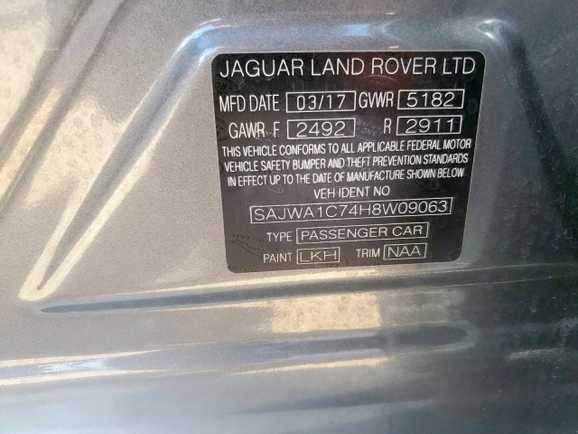 JAGUAR LAND ROVER LTD
MFD DATE 03/17 GVWR 5182
GAWR F 2492 R 2911
THIS VEHICLE CONFORMS TO ALL APPLICABLE FEDERAL MOTOR
VEHICLE SAFETY BUMPER AND THEFT PREVENTION STANDARDS
IN EFFECT UP TO THE DATE OF MANUFACTURE SHOWN BELOW
VEH IDENT NO
SAJWA1C74H8W09063
TYPE PASSENGER CAR
PAINT LKH TRIM NAA